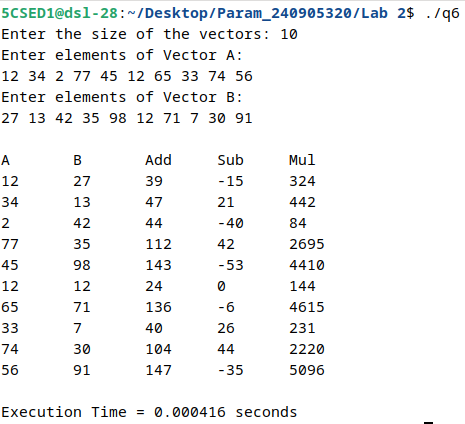 5CSED1@dsl-28:~/Desktop/Param_240905320/Lab 2$ ./q6
Enter the size of the vectors: 10
Enter elements of Vector A:
12 34 2 77 45 12 65 33 74 56
Enter elements of Vector B:
27 13 42 35 98 12 71 7 30 91

A B Add Sub Mul
12 27 39 -15 324
34 13 47 21 442
2 42 44 -40 84
77 35 112 42 2695
45 98 143 -53 4410
12 12 24 0 144
65 71 136 -6 4615
33 7 40 26 231
74 30 104 44 2220
56 91 147 -35 5096

Execution Time = 0.000416 seconds